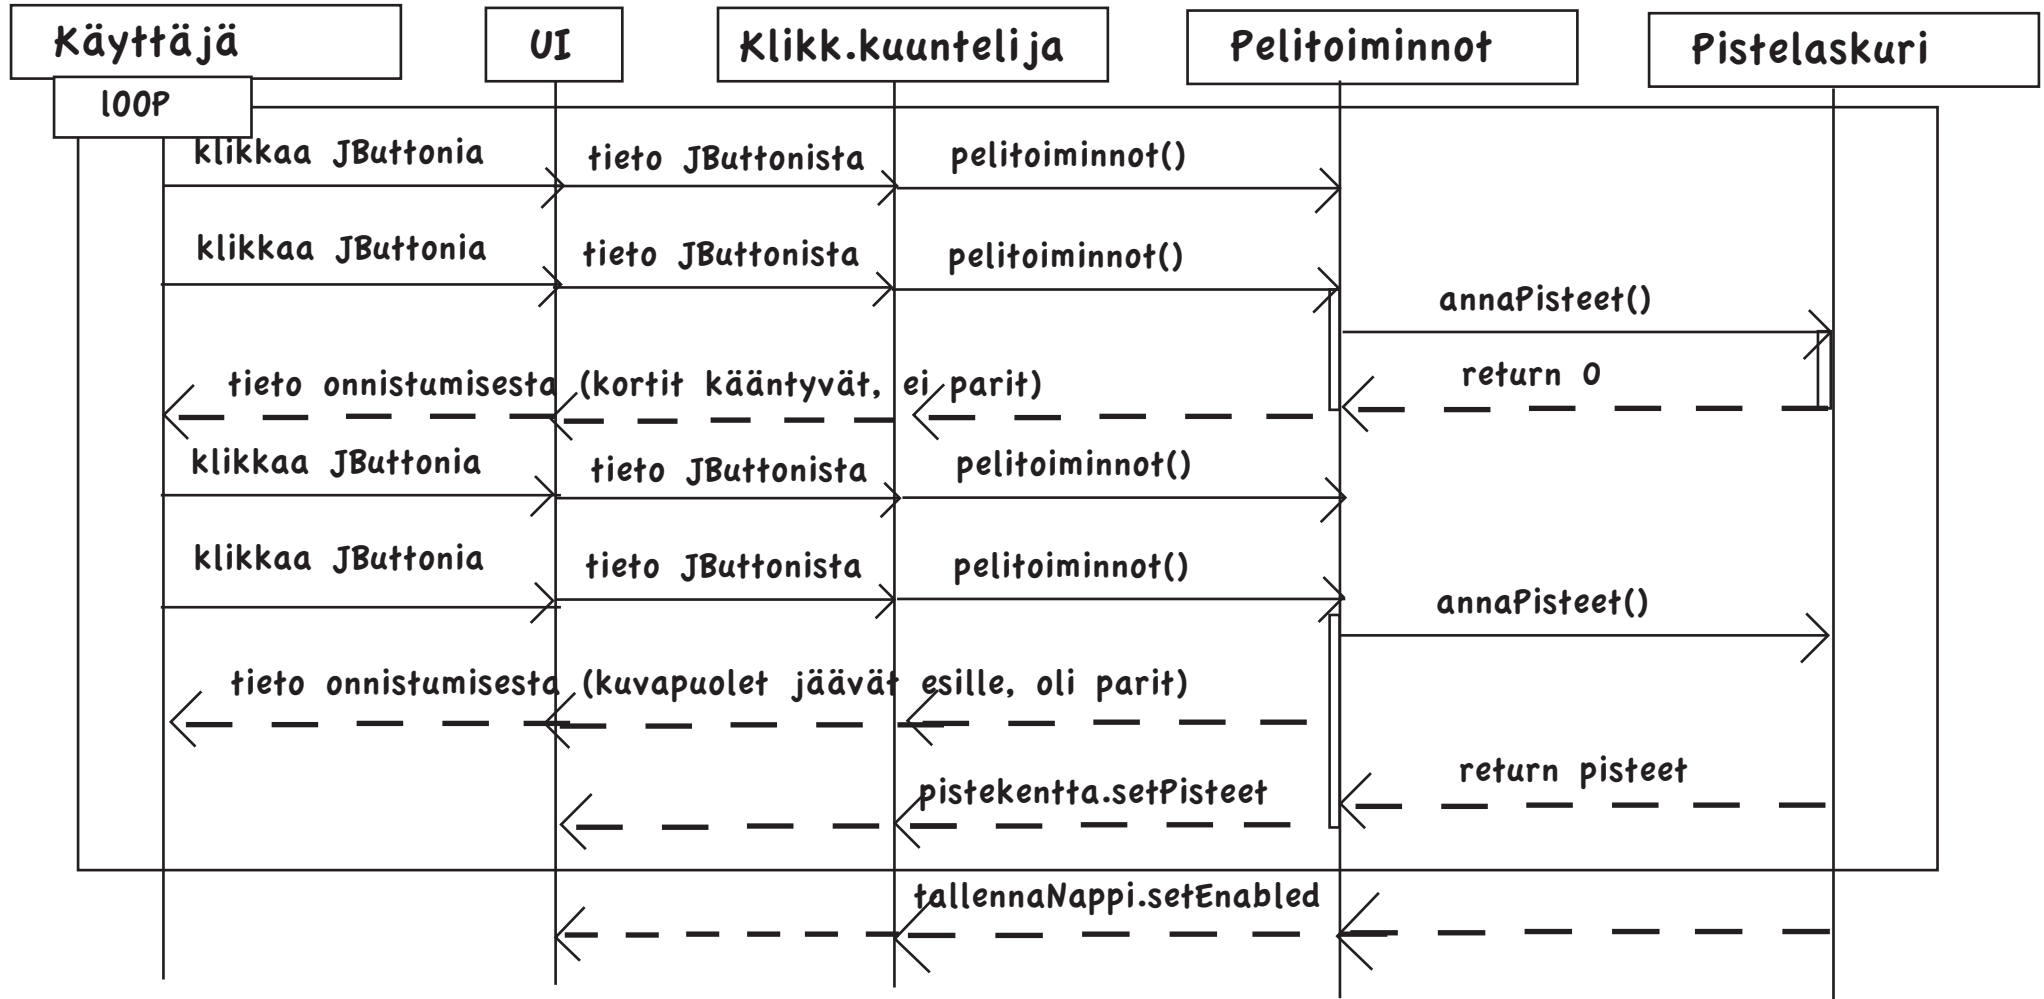 Käyttäjä
UI
Klikk.kuuntelija
Pelitoiminnot
Pistelaskuri
lOOP
klikkaa JButtonia
tieto JButtonista
pelitoiminnot()
klikkaa JButtonia
tieto JButtonista
pelitoiminnot()
annaPisteet()
return 0
tieto onnistumisesta (kortit kääntyvät, ei parit)
klikkaa JButtonia
tieto JButtonista
pelitoiminnot()
klikkaa JButtonia
tieto JButtonista
pelitoiminnot()
annaPisteet()
tieto onnistumisesta (kuvapuolet jäävät esille, oli parit)
return pisteet
pistekentta.setPisteet
tallennaNappi.setEnabled